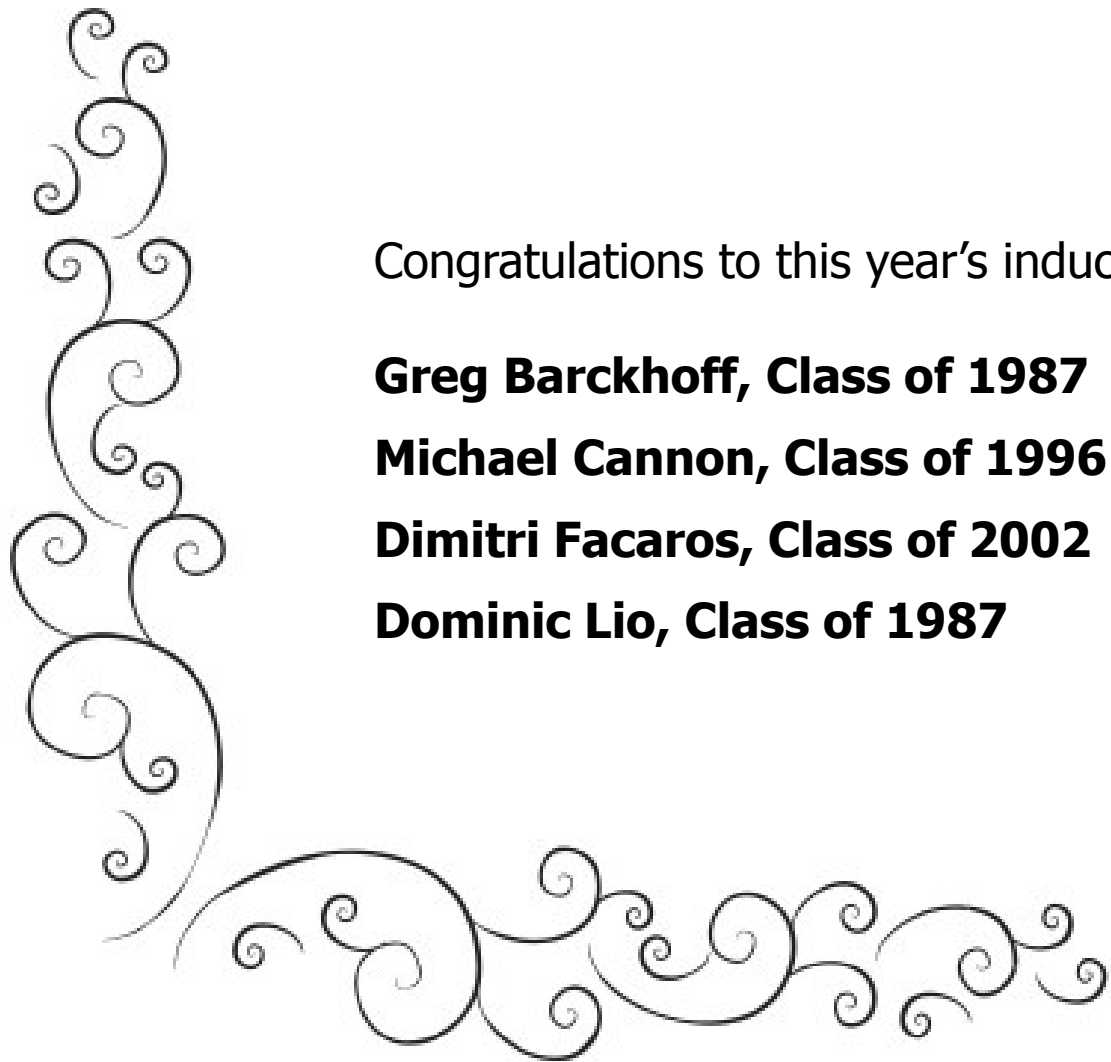 Congratulations to this year’s
Greg Barckhoff, Class of 1987
Michael Cannon, Class of 1996
Dimitri Facaros, Class of 2002
Dominic Lio, Class of 1987